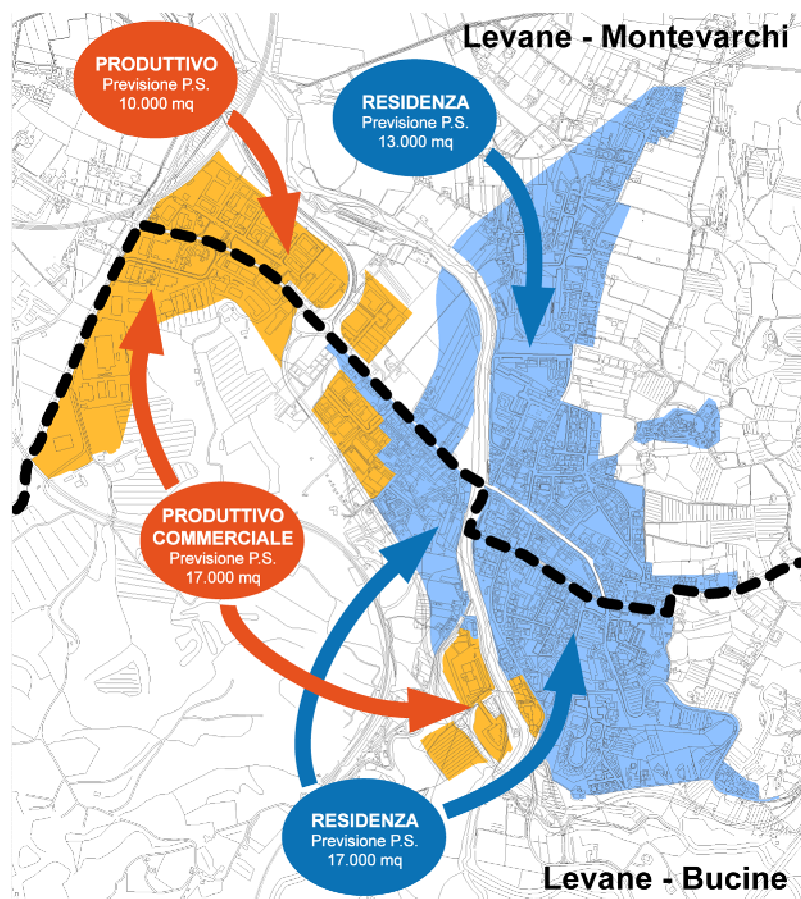 Levane - Montevarchi
PRODUTTIVO
Previsione P.S.
10.000 mq
RESIDENZA
Previsione P.S.
13.000 mq
PRODUTTIVO
COMMERCIALE
Previsione P.S.
17.000 mq
RESIDENZA
Previsione P.S.
17.000 mq
Levane - Bucine